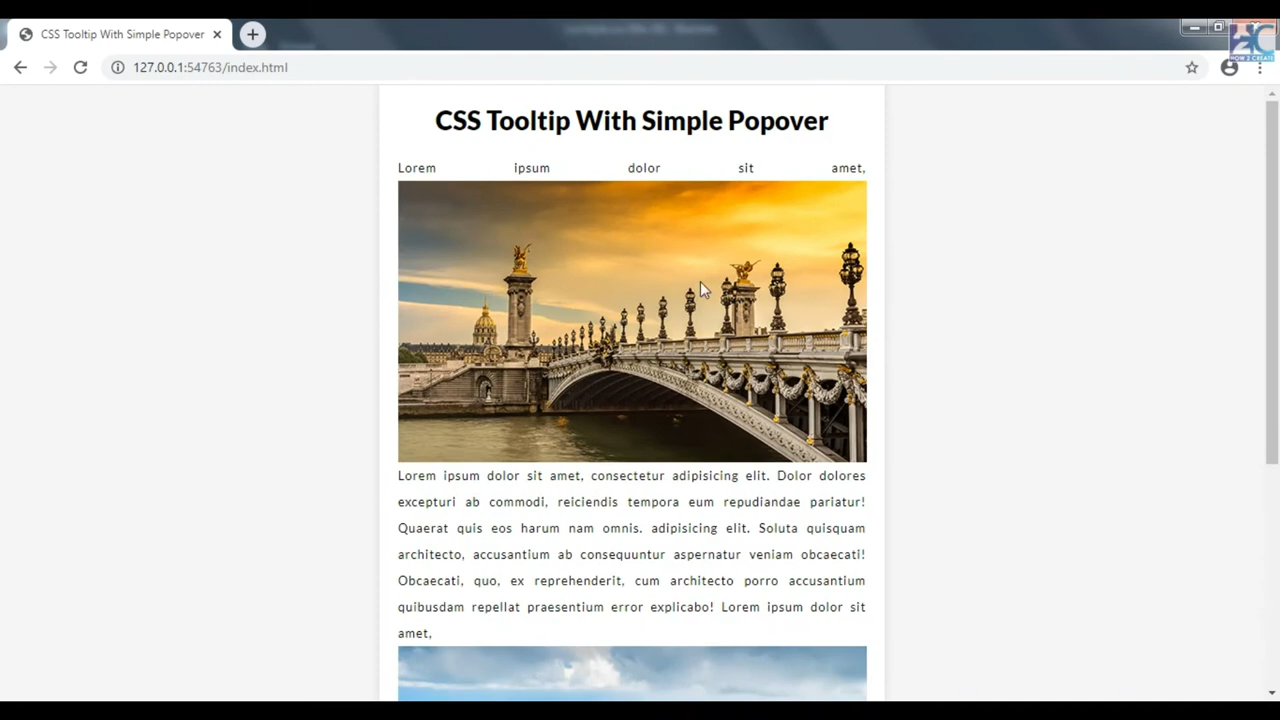 CSS Tooltip With Simple Popover
127.0.0.1:54763/index.html
HOW 2 CREATE
CSS Tooltip With Simple Popover
Lorem ipsum dolor sit amet,
Lorem ipsum dolor sit amet, consectetur adipisicing elit. Dolor dolores
excepturi ab commodi, reiciendis tempora eum repudiandae pariatur!
Quaerat quis eos harum nam omnis. adipisicing elit. Soluta quisquam
architecto, accusantium ab consequuntur aspernatur veniam obcaecati!
Obcaecati, quo, ex reprehenderit, cum architecto porro accusantium
quibusdam repellat praesentium error explicabo! Lorem ipsum dolor sit
amet,